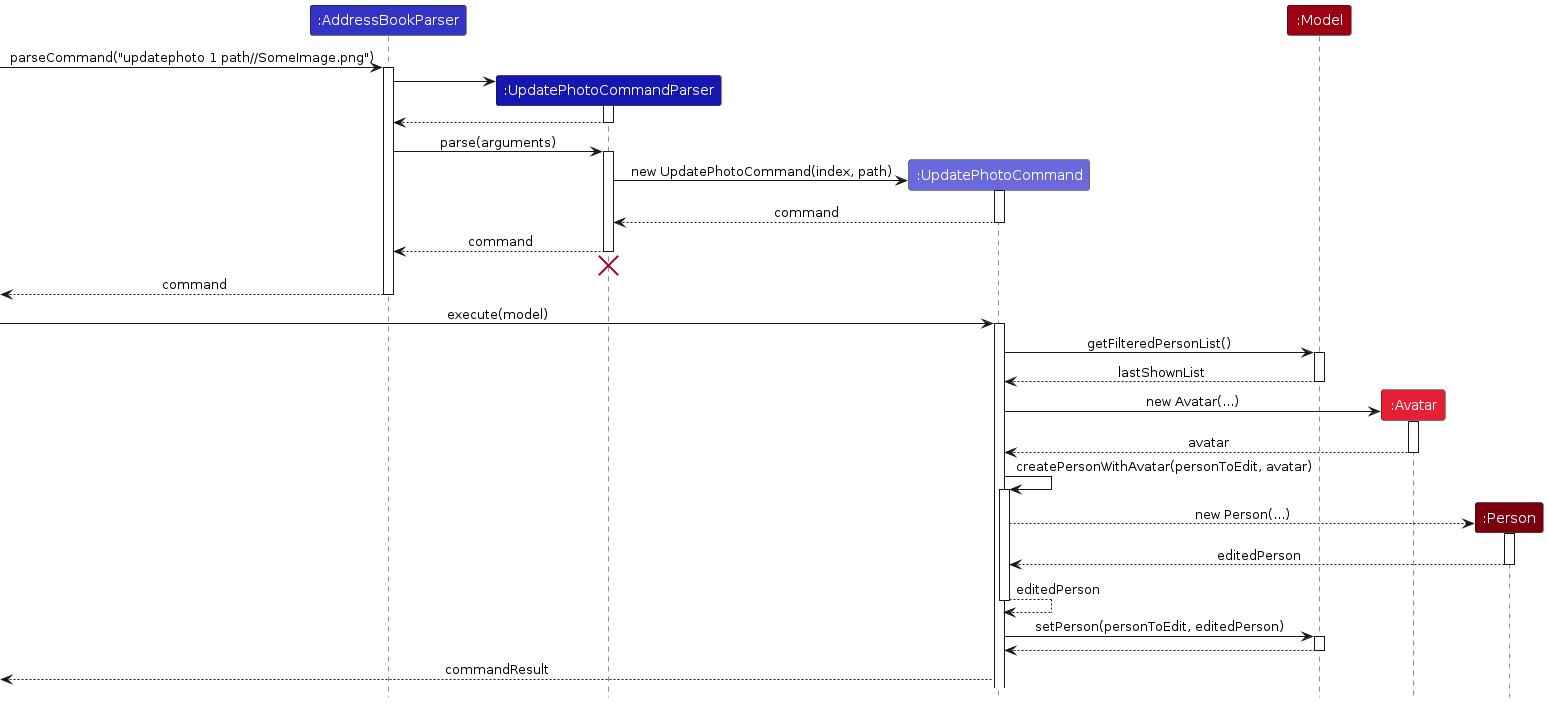 :AddressBookParser
:Model
parseCommand("updatephoto 1 path//SomeImage.png")
:UpdatePhotoCommandParser
parse(arguments)
new UpdatePhotoCommand(index, path)
:UpdatePhotoCommand
command
command
command
execute(model)
getFilteredPersonList()
lastShownList
new Avatar(...)
:Avatar
avatar
createPersonWithAvatar(personToEdit, avatar)
new Person(...)
:Person
editedPerson
editedPerson
setPerson(personToEdit, editedPerson)
commandResult